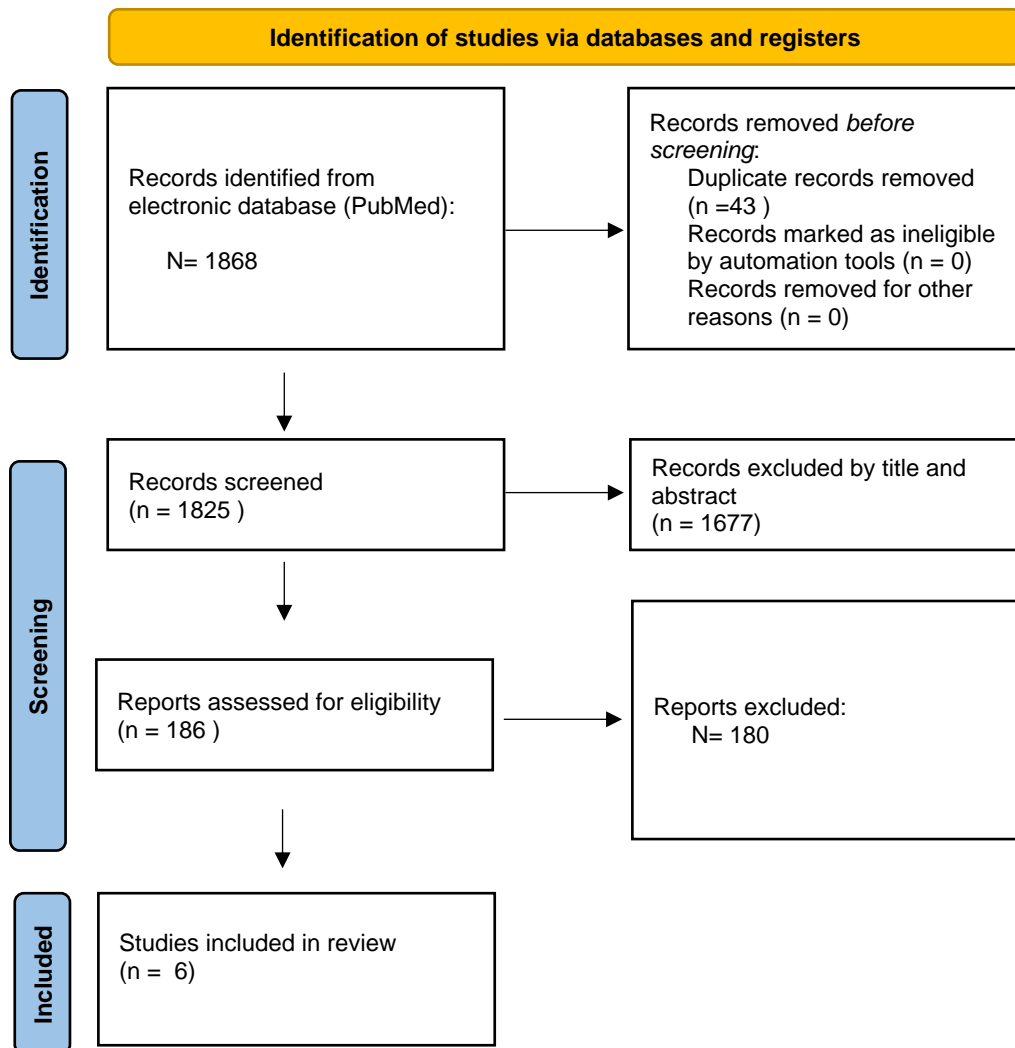 Identification of studies via databases and registers
Identification
Records identified from
electronic database (PubMed):
N= 1868
Records removed before
screening:
Duplicate records removed
(n =43 )
Records marked as ineligible
by automation tools (n = 0)
Records removed for other
reasons (n = 0)
Screening
Records screened
(n = 1825 )
Records excluded by title and
abstract
(n = 1677)
Reports assessed for eligibility
(n = 186 )
Reports excluded:
N= 180
Included
Studies included in review
(n =  6)